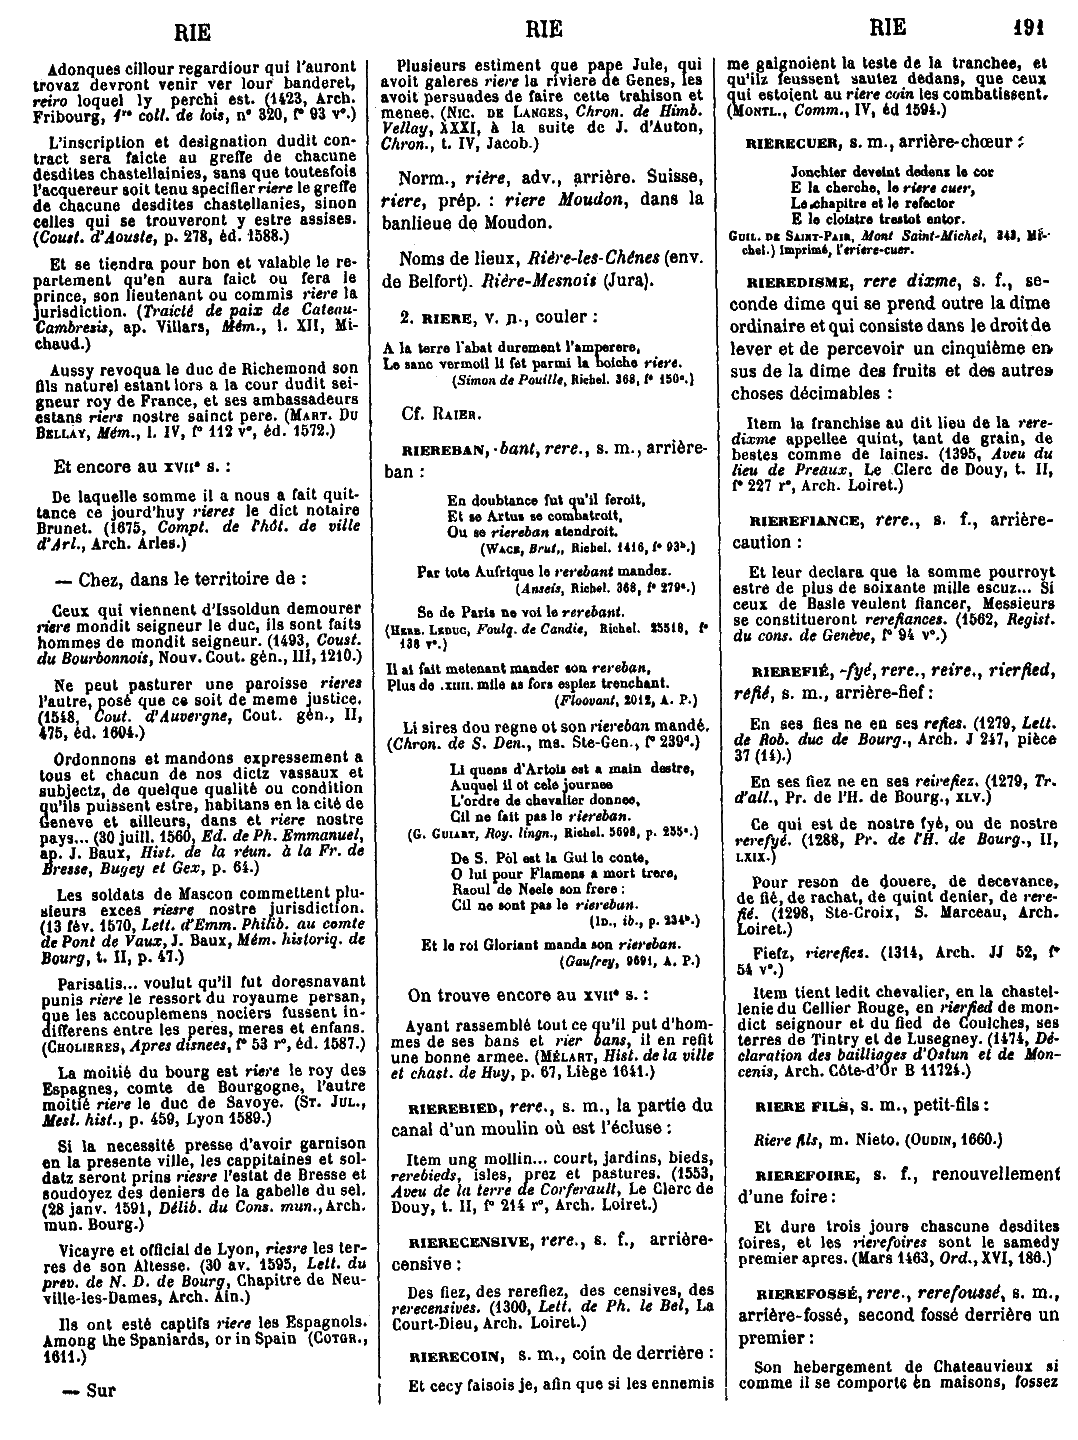 RIE
RIE
RIE 191
Adonques cillour regardiour qui l'auront
trovaz devront venir ver lour banderet,
reiro loquel ly perchi est. (1423, Arch.
Fribourg, 1re coll. de lois, n° 320, f° 93 v°.)
L'inscription et designation dudit con-
tract sera faicte au greffe de chacune
desdites chastellainies, sans que toutesfois
l'acquereur soit tenu specifier riere le greffe
de chacune desdites chastellanies, sinon
celles qui se trouveront y estre assises.
(Coust. d'Aouste, p. 278, éd. 1588.)
Et se tiendra pour bon et valable le re-
partement qu'en aura faict ou fera le
prince, son lieutenant ou commis riere la
jurisdiction. (Traicté de paix de Cateau-
Cambresis, ap. Villars, Mém., l. XII, Mi-
chaud.)
Aussy revoqua le duc de Richemond son
fils naturel estant lors a la cour dudit sei-
gneur roy de France, et ses ambassadeurs
estans riers nostre sainct pere. (MART. DU
BELLAY, Mém., l. IV, f° 112 v°, éd. 1572.)
Et encore au XVIIe s. :
De laquelle somme il a nous a fait quit-
tance ce jourd'huy rieres le dict notaire
Brunet. (1675, Compt. de l'hôt. de ville
d'Arl., Arch. Arles.)
— Chez, dans le territoire de :
Ceux qui viennent d'Issoldun demourer
riere mondit seigneur le duc, ils sont faits
hommes de mondit seigneur. (1493, Coust.
du Bourbonnois, Nouv. Cout. gén., III, 1210.)
Ne peut pasturer une paroisse rieres
l'autre, posé que ce soit de meme justice.
(1548, Cout. d'Auvergne, Cout. gén., II,
475, éd. 1604.)
Ordonnons et mandons expressement a
tous et chacun de nos dictz vassaux et
subjectz, de quelque qualité ou condition
qu'ils puissent estre, habitans en la cité de
Geneve et ailleurs, dans et riere nostre
pays... (30 juill. 1560, Ed. de Ph. Emmanuel,
ap. J. Baux, Hist. de la réun. à la Fr. de
Bresse, Bugey et Gex, p. 64.)
Les soldats de Mascon commettent plu-
sieurs exces riesre nostre jurisdiction.
(13 fév. 1570, Lett. d'Emm. Philib. au comte
de Pont de Vaux, J. Baux, Mém. historiq. de
Bourg, t. II, p. 47.)
Parisatis... voulut qu'il fut doresnavant
punis riere le ressort du royaume persan,
que les accouplemens nociers fussent in-
differens entre les peres, meres et enfans.
(CHOLIERES, Apres disnees, f° 53 r°, éd. 1587.)
La moitié du bourg est riere le roy des
Espagnes, comte de Bourgogne, l'autre
moitié riere le duc de Savoye. (ST. JUL.,
Mesl. hist., p. 459, Lyon 1589.)
Si la necessité presse d'avoir garnison
en la presente ville, les cappitaines et sol-
datz seront prins riesre l'estat de Bresse et
soudoyez des deniers de la gabelle du sel.
(28 janv. 1591, Délib. du Cons. mun., Arch.
mun. Bourg.)
Vicayre et official de Lyon, riesre les ter-
res de son Altesse. (30 av. 1595, Lett. du
prev. de N. D. de Bourg, Chapitre de Neu-
ville-les-Dames, Arch. Ain.)
Ils ont esté captifs riere les Espagnols.
Among the Spaniards, or in Spain (COTGR.,
1611.)
— Sur
Plusieurs estiment que pape Jule, qui
avoit galeres riere la riviere de Genes, les
avoit persuades de faire cette trahison et
menee. (NIC. DE LANGES, Chron. de Himb.
Vellay, XXXI, à la suite de J. d'Auton,
Chron., t. IV, Jacob.)
Norm., rière, adv., arrière. Suisse,
riere, prép. : riere Moudon, dans la
banlieue de Moudon.
Noms de lieux, Rière-les-Chênes (env.
de Belfort). Rière-Mesnois (Jura).
2. RIERE, v. n., couler :
A la terre l'abat durement l'amperere,
Le sanc vermoil li fet parmi la boiche riere.
(Simon de Pouille, Richel. 368, f° 150a.)
Cf. RAIER.
RIEREBAN, -bant, rere., s. m., arrière-
ban :
En doubtance fut qu'il feroit,
Et se Artus se combatroit,
Ou se riereban atendroit.
(WACE, Brut,, Richel. 1416, f° 93b.)
Par tote Aufrique le rerebant mandez.
(Anseis, Richel. 368, f° 279a.)
Se de Paris ne voi le rerebant.
(HERB. LEDUC, Foulq. de Candie, Richel. 25518, f°
138 r°.)
Il ai fait metenant mander son rereban,
Plus de .XIIII. mile as fors espiez trenchant.
(Floovant, 2012, A. P.)
Li sires dou regne ot son riereban mandé.
(Chron. de S. Den., ms. Ste-Gen., f° 239d.)
Li quens d'Artois est a main destre,
Auquel il ot cele journee
L'ordre de chevalier donnee,
Cil ne fait pas le riereban.
(G. GUIART, Roy. lingn., Richel. 5698, p. 255a.)
De S. Pol est la Gui le conte,
O lui pour Flamens a mort trere,
Raoul de Neele son frere :
Cil ne sont pas le riereban.
(ID., ib., p. 234b.)
Et le roi Gloriant manda son riereban.
(Gaufrey, 9691, A. P.)
On trouve encore au XVIIe s. :
Ayant rassemblé tout ce qu'il put d'hom-
mes de ses bans et rier bans, il en refit
une bonne armee. (MÉLART, Hist. de la ville
et chast. de Huy, p. 67, Liège 1641.)
RIEREBIED, rere., s. m., la partie du
canal d'un moulin où est l'écluse :
Item ung mollin... court, jardins, bieds,
rerebieds, isles, prez et pastures. (1553,
Aveu de la terre de Corferault, Le Clerc de
Douy, t. II, f° 214 r°, Arch. Loiret.)
RIERECENSIVE, rere., s. f., arrière-
censive :
Des fiez, des rerefiez, des censives, des
rerecensives. (1300, Lett. de Ph. le Bel, La
Court-Dieu, Arch. Loiret.)
RIERECOIN, s. m., coin de derrière :
Et cecy faisois je, afin que si les ennemis
me gaignoient la teste de la tranchee, et
qu'ilz feussent sautez dedans, que ceux
qui estoient au riere coin les combatissent.
(MONTL., Comm., IV, éd 1594.)
RIERECUER, s. m., arrière-chœur :
Jonchier deveint dedenz le cor
E la cherche, le riere cuer,
Le chapitre et le refector
E le cloistre trestot entor.
GUIL. DE SAINT-PAIR, Mont Saint-Michel, 343, Mi-
chel.) Imprimé, l'eriere-cuer.
RIEREDISME, rere dixme, s. f., se-
conde dime qui se prend outre la dime
ordinaire et qui consiste dans le droit de
lever et de percevoir un cinquième en
sus de la dime des fruits et des autres
choses décimables :
Item la franchise au dit lieu de la rere-
dixme appellee quint, tant de grain, de
bestes comme de laines. (1395, Aveu du
lieu de Preaux, Le Clerc de Douy, t. II,
f° 227 r°, Arch. Loiret.)
RIEREFIANCE, rere., s. f., arrière-
caution :
Et leur declara que la somme pourroyt
estre de plus de soixante mille escuz... Si
ceux de Basle veulent fiancer, Messieurs
se constitueront rerefiances. (1562, Regist.
du cons. de Genève, f° 94 v°.)
RIEREFIÉ, -fyé, rere., reire., rierfied,
réfié, s. m., arrière-fief :
En ses fies ne en ses refies. (1279, Lett.
de Rob. duc de Bourg., Arch. J 247, pièce
37 (14).)
En ses fiez ne en ses reirefiez. (1279, Tr.
d'all., Pr. de l'H. de Bourg., XLV.)
Ce qui est de nostre fyé, ou de nostre
rerefyé. (1288, Pr. de l'H. de Bourg., II,
LXIX.)
Pour reson de douere, de decevance,
de fié, de rachat, de quint denier, de rere-
fié. (1298, Ste-Croix, S. Marceau, Arch.
Loiret.)
Fiefz, rierefiez. (1314, Arch. JJ 52, f°
54 v°.)
Item tient ledit chevalier, en la chastel-
lenie du Cellier Rouge, en rierfied de mon-
dict seignour et du fied de Coulches, ses
terres de Tintry et de Lusegney. (1474, Dé-
claration des bailliages d'Ostun et de Mon-
cenis, Arch. Côte-d'Or B 11724.)
RIERE FILS, s. m., petit-fils :
Riere fils, m. Nieto. (OUDIN, 1660.)
RIEREFOIRE, s. f., renouvellement
d'une foire :
Et dure trois jours chascune desdites
foires, et les rierefoires sont le samedy
premier apres. (Mars 1463, Ord., XVI, 186.)
RIEREFOSSÉ, rere., rerefoussé, s. m.,
arrière-fossé, second fossé derrière un
premier :
Son hebergement de Chateauvieux si
comme il se comporte en maisons, fossez